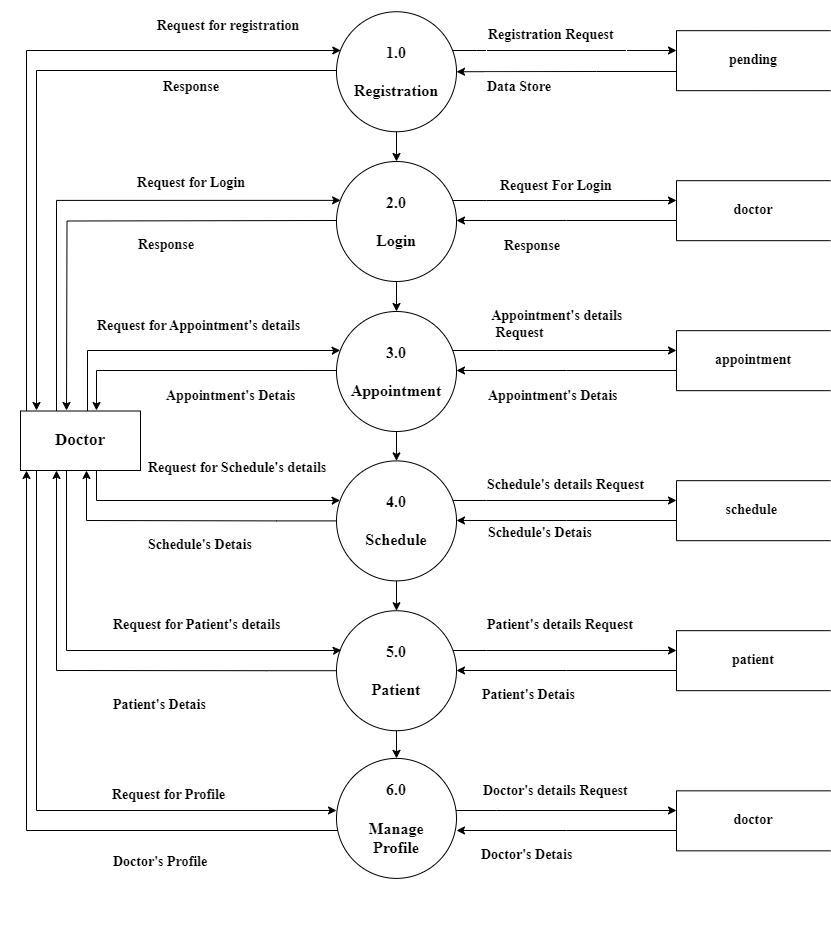 Request for registration
1.0
Registration
Registration Request
pending
Response
Data Store
Request for Login
2.0
Login
Request For Login
doctor
Response
Response
Request for Appointment's details
3.0
Appointment
Appointment's details
Request
appointment
Appointment's Detais
Appointment's Detais
Doctor
Request for Schedule's details
4.0
Schedule
Schedule's details Request
schedule
Schedule's Detais
Schedule's Detais
Request for Patient's details
5.0
Patient
Patient's details Request
patient
Patient's Detais
Patient's Detais
Request for Profile
6.0
Manage
Profile
Doctor's details Request
doctor
Doctor's Profile
Doctor's Detais